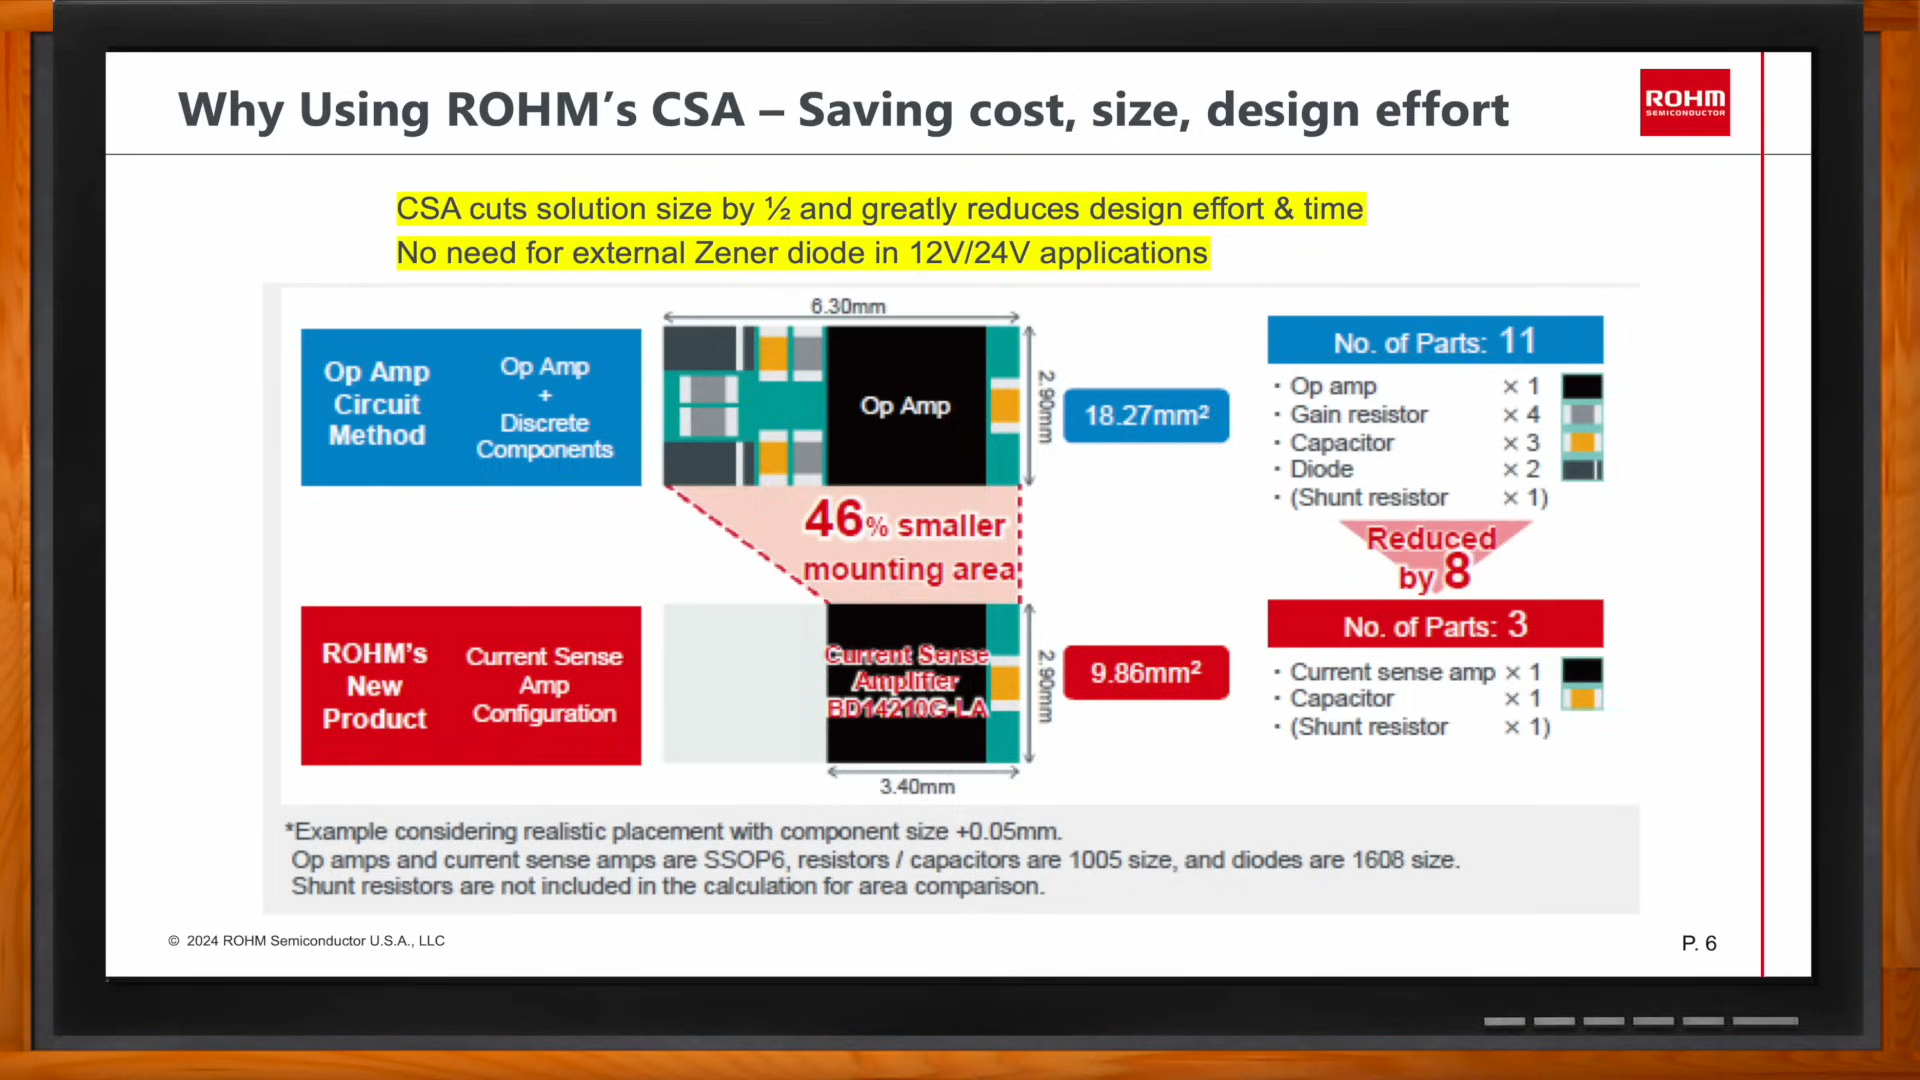 Why Using ROHM’s CSA – Saving cost, size, design effort
ROHM
SEMICONDUCTOR
CSA cuts solution size by ½ and greatly reduces design effort & time
No need for external Zener diode in 12V/24V applications
Op Amp
Circuit
Method
Op Amp
+
Discrete
Components
6.30mm
Op Amp
2.90mm
18.27mm²
No. of Parts: 11
・Op amp × 1
・Gain resistor × 4
・Capacitor × 3
・Diode × 2
・(Shunt resistor × 1)
46% smaller
mounting area
Reduced
by 8
ROHM’s
New
Product
Current Sense
Amp
Configuration
Current Sense
Amplifier
BD14210G-LA
2.90mm
3.40mm
9.86mm²
No. of Parts: 3
・Current sense amp × 1
・Capacitor × 1
・(Shunt resistor × 1)
*Example considering realistic placement with component size +0.05mm.
Op amps and current sense amps are SSOP6, resistors / capacitors are 1005 size, and diodes are 1608 size.
Shunt resistors are not included in the calculation for area comparison.
© 2024 ROHM Semiconductor U.S.A., LLC
P. 6